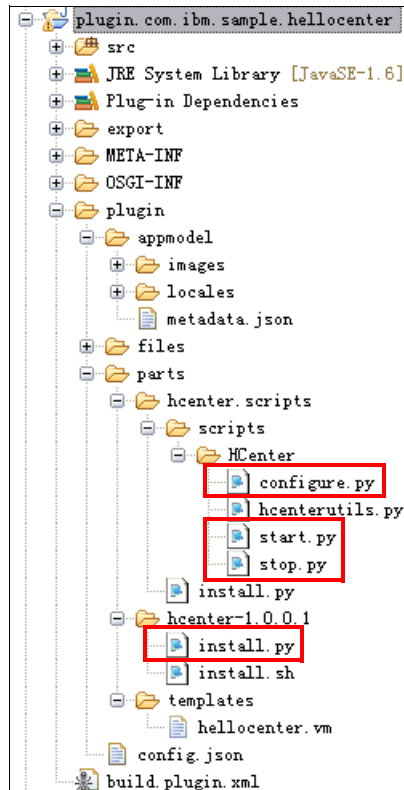 plugin.com.ibm.sample.hellocenter
src
JRE System Library [JavaSE-1.6]
Plug-in Dependencies
export
META-INF
OSGI-INF
plugin
appmodel
images
locales
metadata.json
files
parts
hcenter.scripts
scripts
HCenter
configure.py
hcenterutils.py
start.py
stop.py
install.py
hcenter-1.0.0.1
install.py
install.sh
templates
hellocenter.vm
config.json
build.plugin.xml